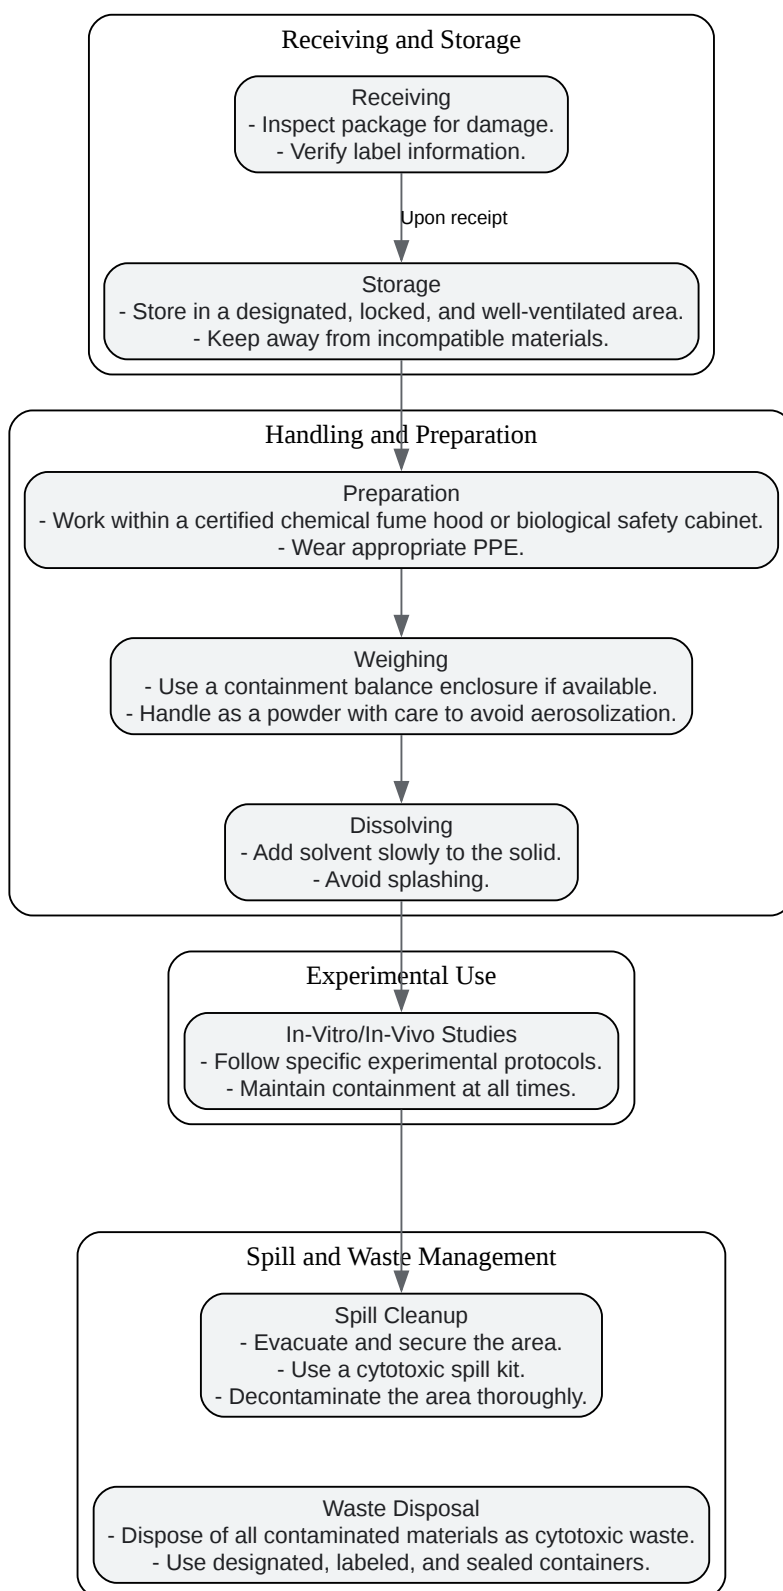 Receiving and Storage
Receiving
- Inspect package for damage.
- Verify label information.
Upon receipt
Storage
- Store in a designated, locked, and well-ventilated area.
- Keep away from incompatible materials.
Handling and Preparation
Preparation
- Work within a certified chemical fume hood or biological safety cabinet.
- Wear appropriate PPE.
Weighing
- Use a containment balance enclosure if available.
- Handle as a powder with care to avoid aerosolization.
Dissolving
- Add solvent slowly to the solid.
- Avoid splashing.
Experimental Use
In-Vitro/In-Vivo Studies
- Follow specific experimental protocols.
- Maintain containment at all times.
Spill and Waste Management
Spill Cleanup
- Evacuate and secure the area.
- Use a cytotoxic spill kit.
- Decontaminate the area thoroughly.
Waste Disposal
- Dispose of all contaminated materials as cytotoxic waste.
- Use designated, labeled, and sealed containers.